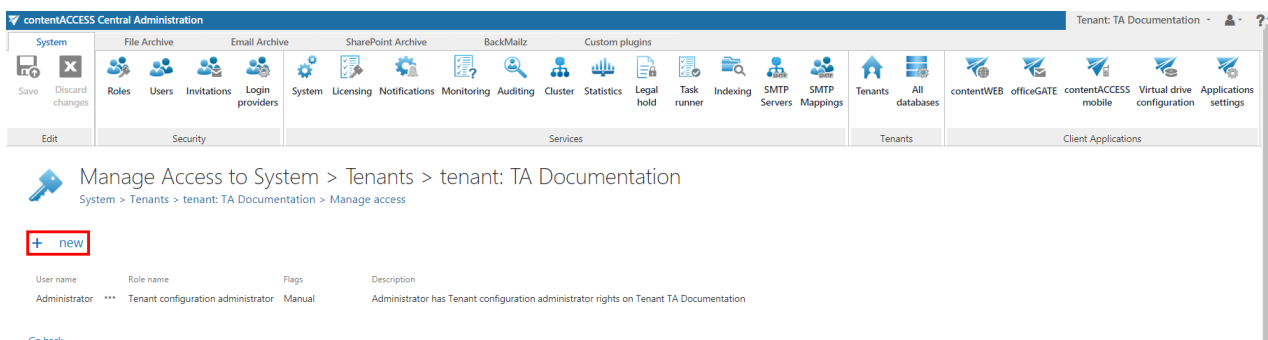 contentACCESS Central Administration
Tenant: TA Documentation
?
System File Archive Email Archive SharePoint Archive BackMailz Custom plugins
Save Discard changes Roles Users Invitations Login providers System Licensing Notifications Monitoring Auditing Cluster Statistics Legal hold Task runner Indexing SMTP Servers SMTP Mappings Tenants All databases contentWEB officeGATE contentACCESS mobile Virtual drive configuration Applications settings
Edit Security Services Tenants Client Applications
Manage Access to System > Tenants > tenant: TA Documentation
System > Tenants > tenant: TA Documentation > Manage access
+ new
User name Role name Flags Description
Administrator ••• Tenant configuration administrator Manual Administrator has Tenant configuration administrator rights on Tenant TA Documentation
Go back